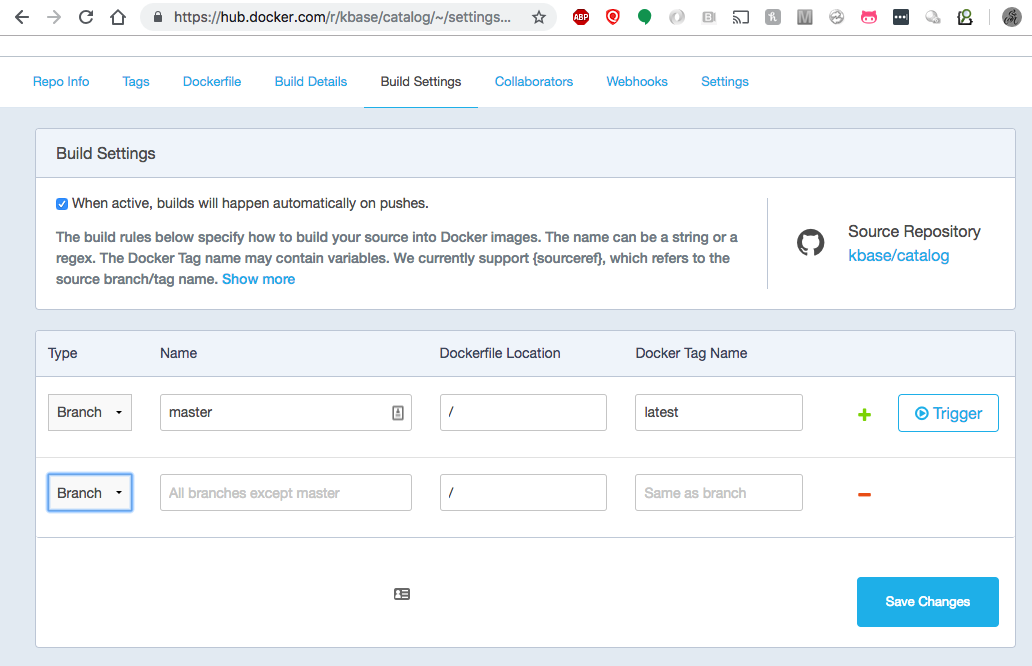 https://hub.docker.com/r/kbase/catalog/~/settings...
ABP
Repo Info Tags Dockerfile Build Details Build Settings Collaborators Webhooks Settings
Build Settings
When active, builds will happen automatically on pushes.
The build rules below specify how to build your source into Docker images. The name can be a string or a
regex. The Docker Tag name may contain variables. We currently support {sourceref}, which refers to the
source branch/tag name. Show more
Source Repository
kbase/catalog
Type Name Dockerfile Location Docker Tag Name
Branch master / latest Trigger
Branch All branches except master / Same as branch
Save Changes